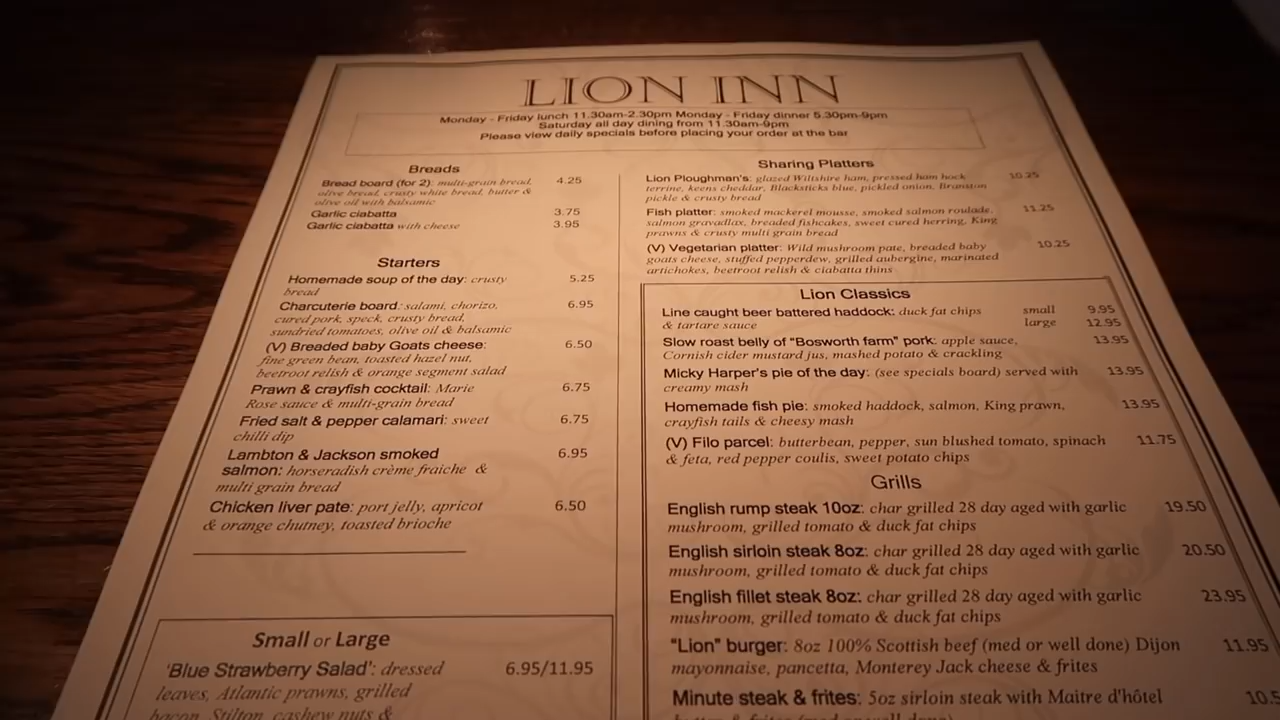 LION INN
Monday - Friday lunch 11.30am-2.30pm Monday - Friday dinner 5.30pm-9pm
Saturday all day dining from 11.30am-9pm
Please view daily specials before placing your order at the bar
Breads
Bread board (for 2): multi-grain bread, 4.25
olive bread, crusty white bread, butter &
olive oil with balsamic
Garlic ciabatta 3.75
Garlic ciabatta with cheese 3.95
Starters
Homemade soup of the day: crusty 5.25
bread
Charcuterie board: salami, chorizo, 6.95
cured pork, speck, crusty bread,
sundried tomatoes, olive oil & balsamic
(V) Breaded baby Goats cheese: 6.50
fine green bean, toasted hazel nut,
beetroot relish & orange segment salad
Prawn & crayfish cocktail: Marie 6.75
Rose sauce & multi-grain bread
Fried salt & pepper calamari: sweet 6.75
chilli dip
Lambton & Jackson smoked 6.95
salmon: horseradish crème fraiche &
multi grain bread
Chicken liver pate: port jelly, apricot 6.50
& orange chutney, toasted brioche
Small or Large
'Blue Strawberry Salad': dressed 6.95/11.95
leaves, Atlantic prawns, grilled
bacon, Stilton, cashew nuts &
Sharing Platters
Lion Ploughman's: glazed Wiltshire ham, pressed ham hock 10.25
terrine, keens cheddar, Blacksticks blue, pickled onion, Branston
pickle & crusty bread
Fish platter: smoked mackerel mousse, smoked salmon roulade, 11.25
salmon gravadlax, breaded fishcakes, sweet cured herring, King
prawns & crusty multi grain bread
(V) Vegetarian platter: Wild mushroom pate, breaded baby 10.25
goats cheese, stuffed pepperdew, grilled aubergine, marinated
artichokes, beetroot relish & ciabatta thins
Lion Classics
Line caught beer battered haddock: duck fat chips small 9.95
& tartare sauce large 12.95
Slow roast belly of "Bosworth farm" pork: apple sauce, 13.95
Cornish cider mustard jus, mashed potato & crackling
Micky Harper's pie of the day: (see specials board) served with 13.95
creamy mash
Homemade fish pie: smoked haddock, salmon, King prawn, 13.95
crayfish tails & cheesy mash
(V) Filo parcel: butterbean, pepper, sun blushed tomato, spinach 11.75
& feta, red pepper coulis, sweet potato chips
Grills
English rump steak 10oz: char grilled 28 day aged with garlic 19.50
mushroom, grilled tomato & duck fat chips
English sirloin steak 8oz: char grilled 28 day aged with garlic 20.50
mushroom, grilled tomato & duck fat chips
English fillet steak 8oz: char grilled 28 day aged with garlic 23.95
mushroom, grilled tomato & duck fat chips
"Lion" burger: 8oz 100% Scottish beef (med or well done) Dijon 11.95
mayonnaise, pancetta, Monterey Jack cheese & frites
Minute steak & frites: 5oz sirloin steak with Maitre d'hôtel 10.5